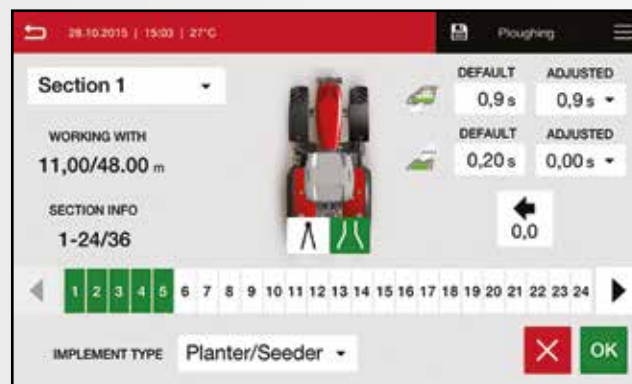 28.10.2015 | 15:03 | 27°C
Ploughing
Section 1
DEFAULT ADJUSTED
0,9 s 0,9 s
WORKING WITH
11,00/48.00 m
DEFAULT ADJUSTED
0,20 s 0,00 s
SECTION INFO
1-24/36
0,0
1 2 3 4 5 6 7 8 9 10 11 12 13 14 15 16 17 18 19 20 21 22 23 24
IMPLEMENT TYPE Planter/Seeder
OK